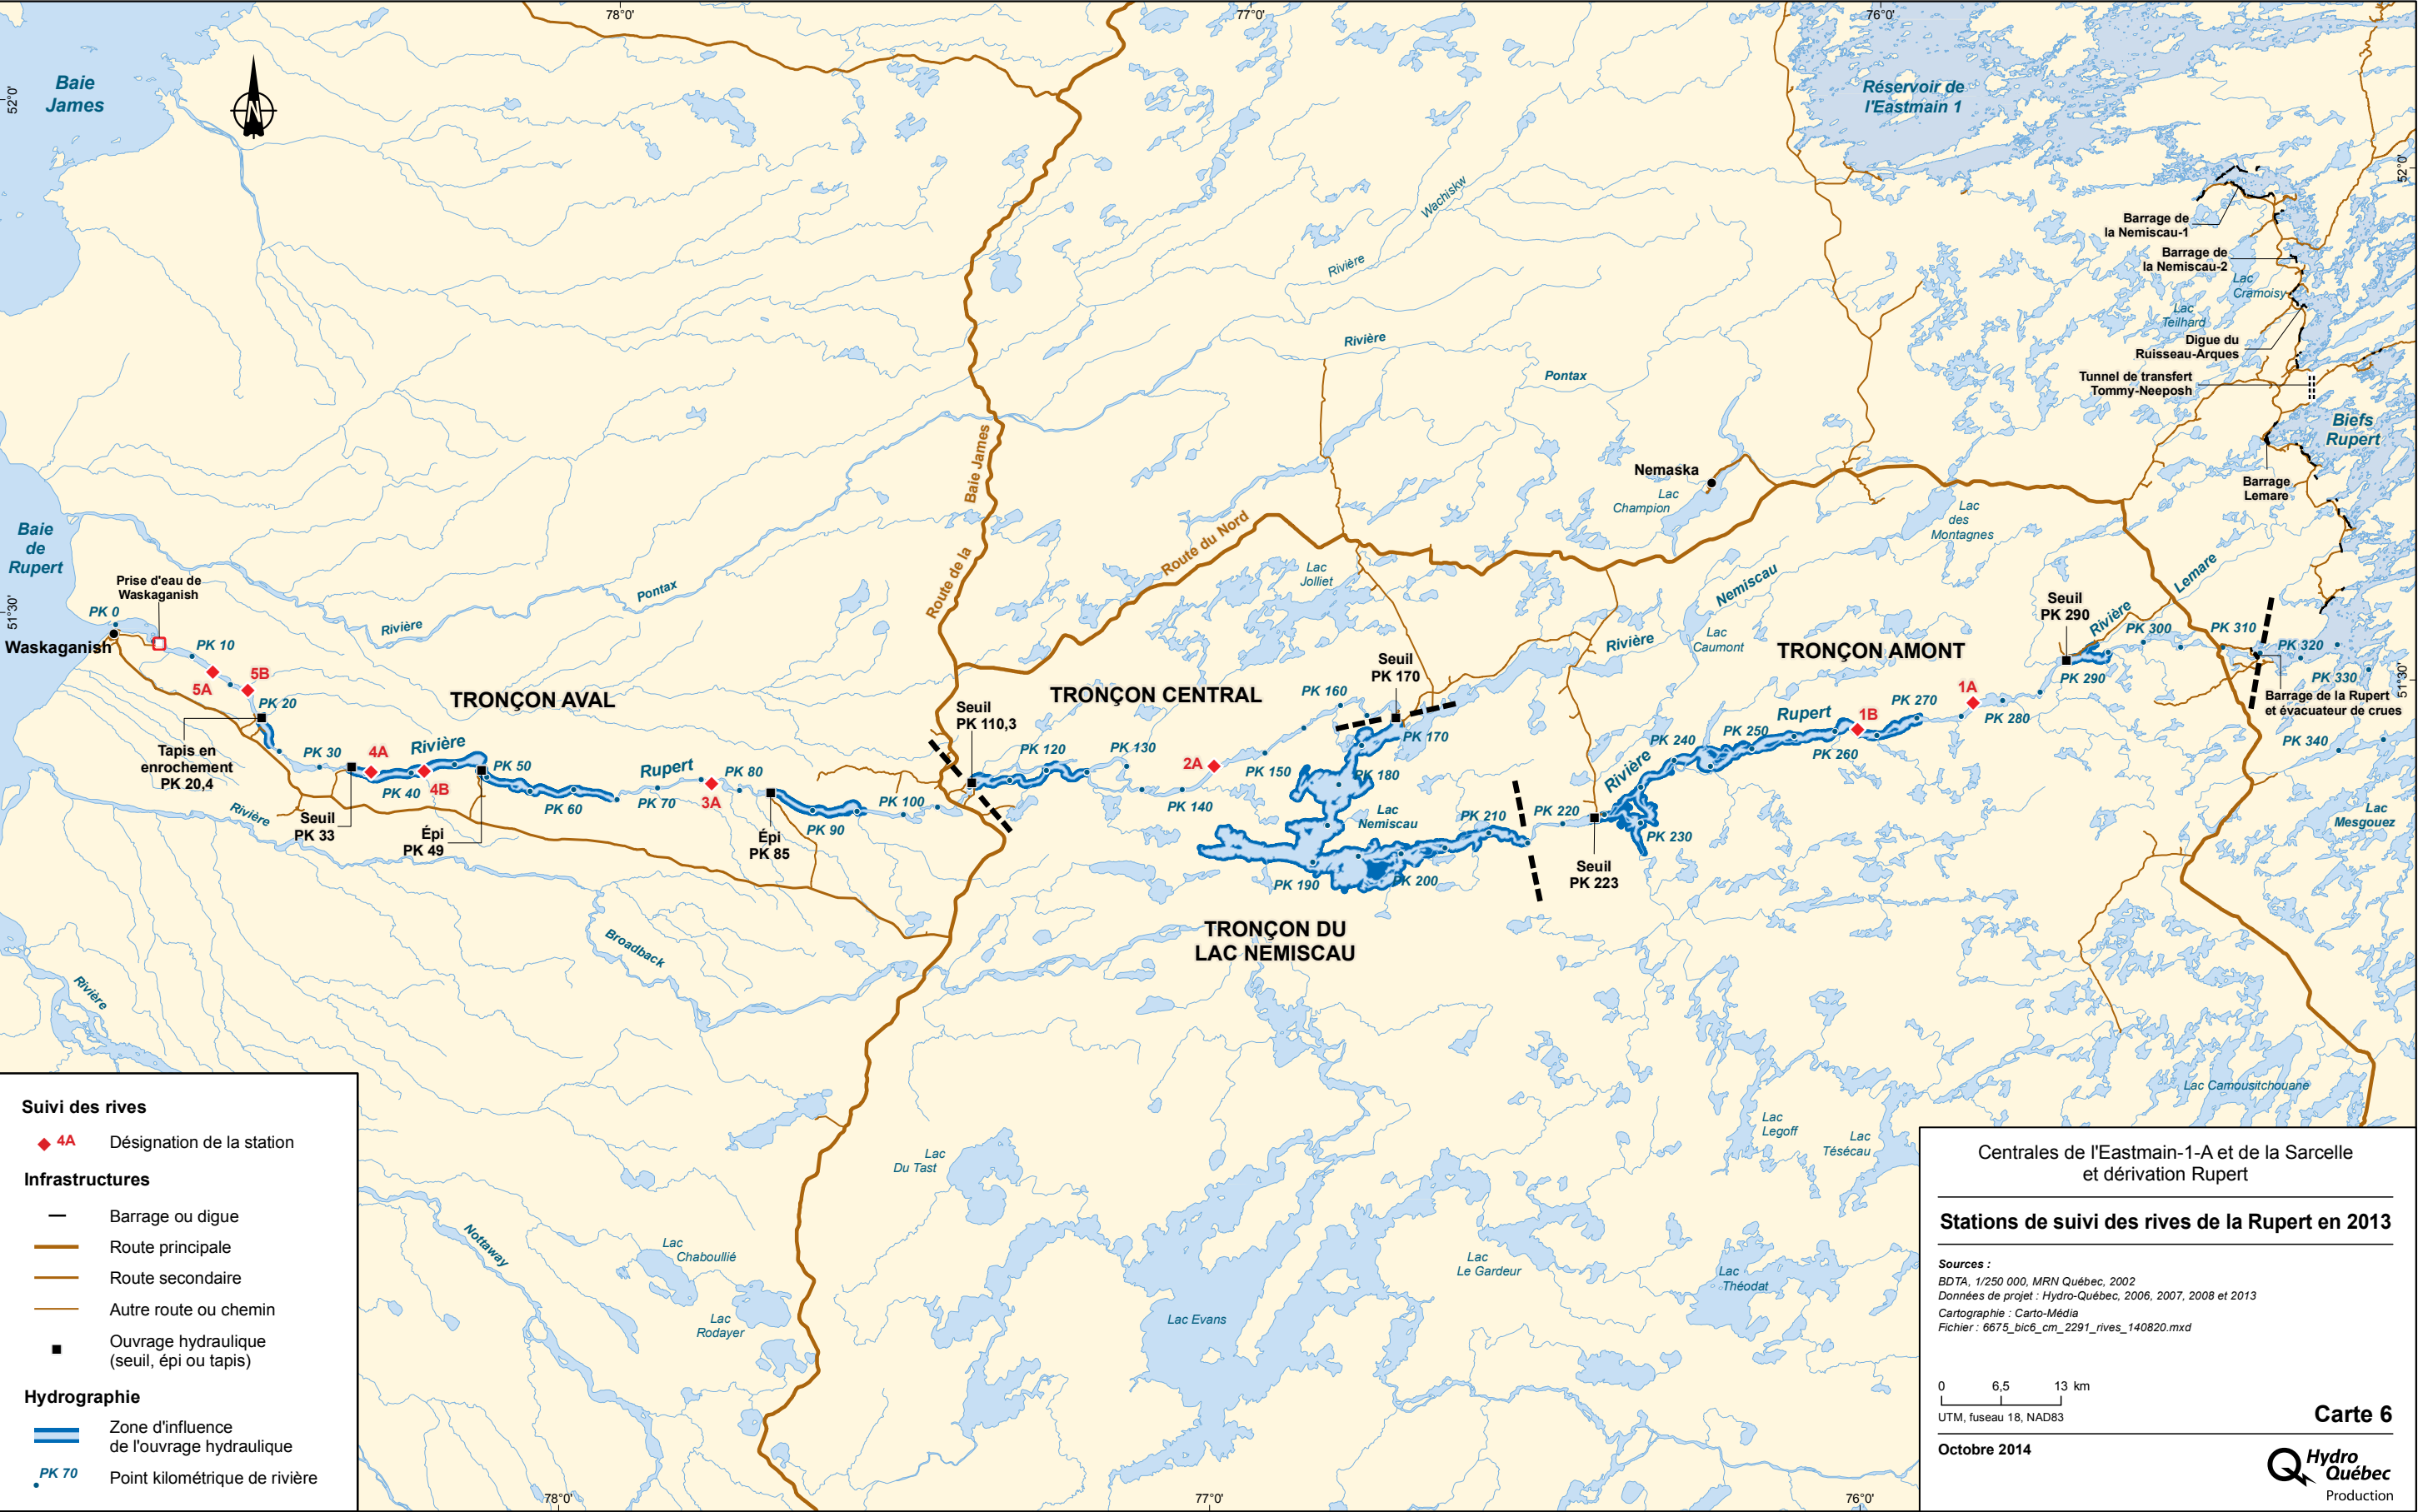 78°0'
77°0'
76°0'
52°0'
52°0'
Baie
James
Réservoir de
l'Eastmain 1
Rivière
Wachiskw
Barrage de
la Nemiscau-1
Barrage de
la Nemiscau-2
Lac
Cramoisy
Lac
Teilhard
Digue du
Ruisseau-Arques
Tunnel de transfert
Tommy-Neeposh
Biefs
Rupert
Barrage
Lemare
Rivière
Pontax
Nemaska
Lac
Champion
Lac
des
Montagnes
Route de la
Baie James
Route du Nord
Lac
Jolliet
Baie
de
Rupert
51°30'
Prise d'eau de
Waskaganish
PK 0
Waskaganish
PK 10
5A
5B
PK 20
Rivière
Pontax
Tapis en
enrochement
PK 20,4
TRONÇON AVAL
PK 30
4A
Rivière
PK 40
4B
PK 50
Seuil
PK 33
Épi
PK 49
PK 60
Rupert
PK 70
3A
PK 80
Épi
PK 85
PK 90
PK 100
Seuil
PK 110,3
TRONÇON CENTRAL
PK 120
PK 130
PK 140
2A
PK 150
PK 160
Seuil
PK 170
PK 170
PK 180
Lac
Nemiscau
PK 190
PK 200
PK 210
TRONÇON DU
LAC NEMISCAU
PK 220
Seuil
PK 223
PK 230
Rivière
PK 240
PK 250
Rupert
PK 260
1B
PK 270
1A
PK 280
TRONÇON AMONT
Rivière
Nemiscau
Lac
Caumont
Seuil
PK 290
PK 290
Rivière
Lemare
PK 300
PK 310
PK 320
PK 330
51°30'
Barrage de la Rupert
et évacuateur de crues
PK 340
Lac
Mesgouez
Rivière
Broadback
Rivière
Nottaway
Lac
Du Tast
Lac
Chaboullié
Lac
Rodayer
Lac Evans
Lac
Le Gardeur
Lac
Théodat
Lac
Legoff
Lac
Tésécau
Lac Camousitchouane
Suivi des rives
4A Désignation de la station
Infrastructures
Barrage ou digue
Route principale
Route secondaire
Autre route ou chemin
Ouvrage hydraulique
(seuil, épi ou tapis)
Hydrographie
Zone d'influence
de l'ouvrage hydraulique
PK 70 Point kilométrique de rivière
Centrales de l'Eastmain-1-A et de la Sarcelle
et dérivation Rupert
Stations de suivi des rives de la Rupert en 2013
Sources :
BDTA, 1/250 000, MRN Québec, 2002
Données de projet : Hydro-Québec, 2006, 2007, 2008 et 2013
Cartographie : Carto-Média
Fichier : 6675_bic6_cm_2291_rives_140820.mxd
0 6,5 13 km
UTM, fuseau 18, NAD83
Carte 6
Octobre 2014
Hydro
Québec
Production
78°0'
77°0'
76°0'